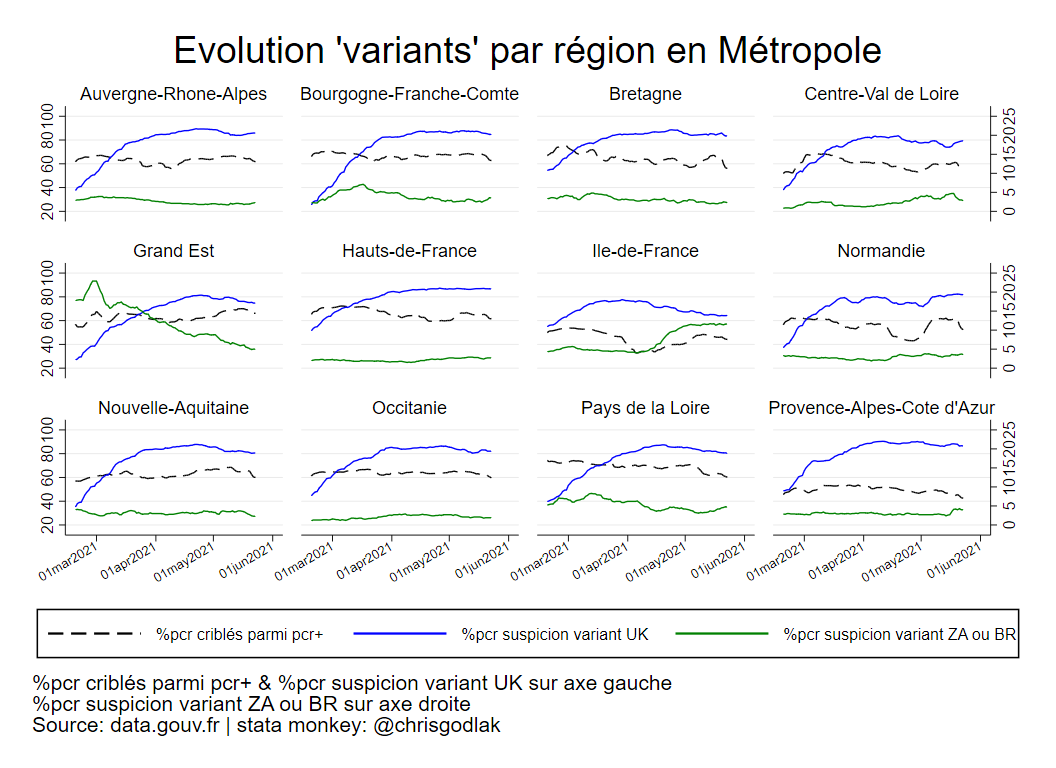 Evolution 'variants' par région en Métropole
Auvergne-Rhone-Alpes Bourgogne-Franche-Comte Bretagne Centre-Val de Loire
20 40 60 80 100
0 5 10 15 20 25
Grand Est Hauts-de-France Ile-de-France Normandie
20 40 60 80 100
0 5 10 15 20 25
Nouvelle-Aquitaine Occitanie Pays de la Loire Provence-Alpes-Cote d'Azur
20 40 60 80 100
0 5 10 15 20 25
01mar2021 01apr2021 01may2021 01jun2021 01mar2021 01apr2021 01may2021 01jun2021 01mar2021 01apr2021 01may2021 01jun2021 01mar2021 01apr2021 01may2021 01jun2021
%pcr criblés parmi pcr+ %pcr suspicion variant UK %pcr suspicion variant ZA ou BR
%pcr criblés parmi pcr+ & %pcr suspicion variant UK sur axe gauche
%pcr suspicion variant ZA ou BR sur axe droite
Source: data.gouv.fr | stata monkey: @chrisgodlak